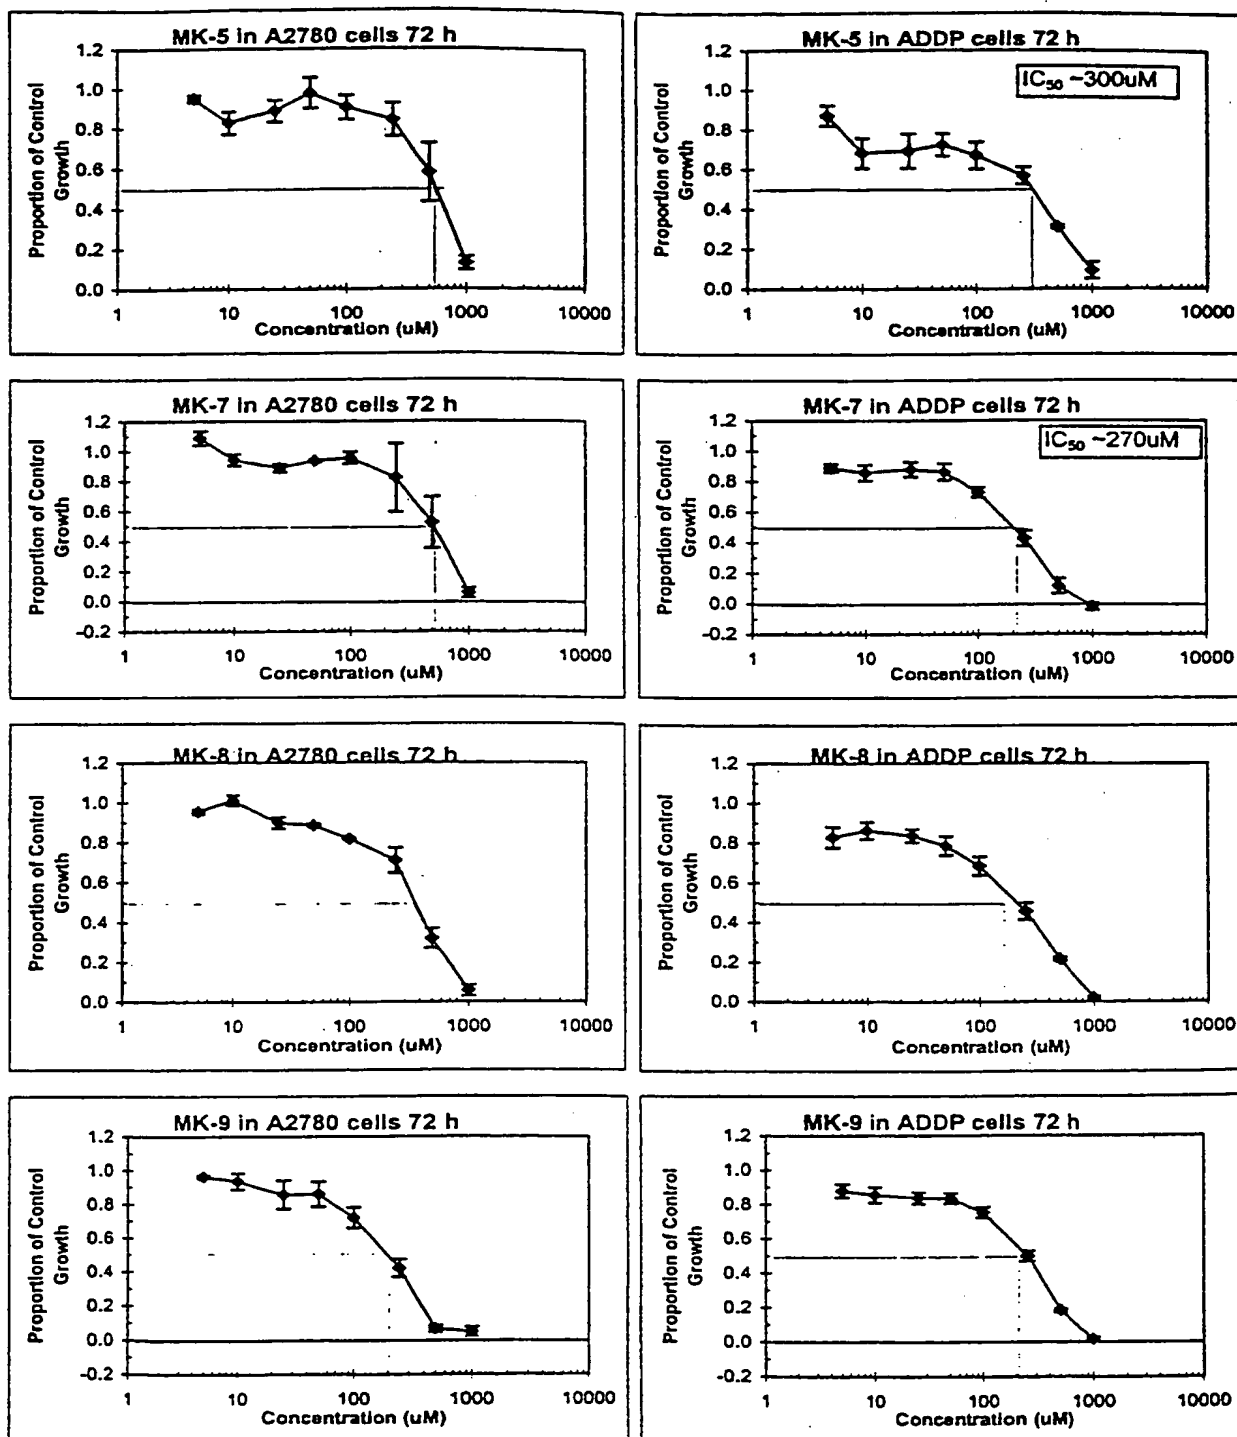 MK-5 in A2780 cells 72 h
Proportion of Control
Growth
1.2
1.0
0.8
0.6
0.4
0.2
0.0
1 10 100 1000 10000
Concentration (uM)
MK-5 in ADDP cells 72 h
IC50 ~300uM
Proportion of Control
Growth
1.2
1.0
0.8
0.6
0.4
0.2
0.0
1 10 100 1000 10000
Concentration (uM)
MK-7 in A2780 cells 72 h
Proportion of Control
Growth
1.2
1.0
0.8
0.6
0.4
0.2
0.0
-0.2
1 10 100 1000 10000
Concentration (uM)
MK-7 in ADDP cells 72 h
IC50 ~270uM
Proportion of Control
Growth
1.2
1.0
0.8
0.6
0.4
0.2
0.0
-0.2
1 10 100 1000 10000
Concentration (uM)
MK-8 in A2780 cells 72 h
Proportion of Control
Growth
1.2
1.0
0.8
0.6
0.4
0.2
0.0
1 10 100 1000 10000
Concentration (uM)
MK-8 in ADDP cells 72 h
Proportion of Control
Growth
1.2
1.0
0.8
0.6
0.4
0.2
0.0
1 10 100 1000 10000
Concentration (uM)
MK-9 in A2780 cells 72 h
Proportion of Control
Growth
1.2
1.0
0.8
0.6
0.4
0.2
0.0
-0.2
1 10 100 1000 10000
Concentration (uM)
MK-9 in ADDP cells 72 h
Proportion of Control
Growth
1.2
1.0
0.8
0.6
0.4
0.2
0.0
-0.2
1 10 100 1000 10000
Concentration (uM)